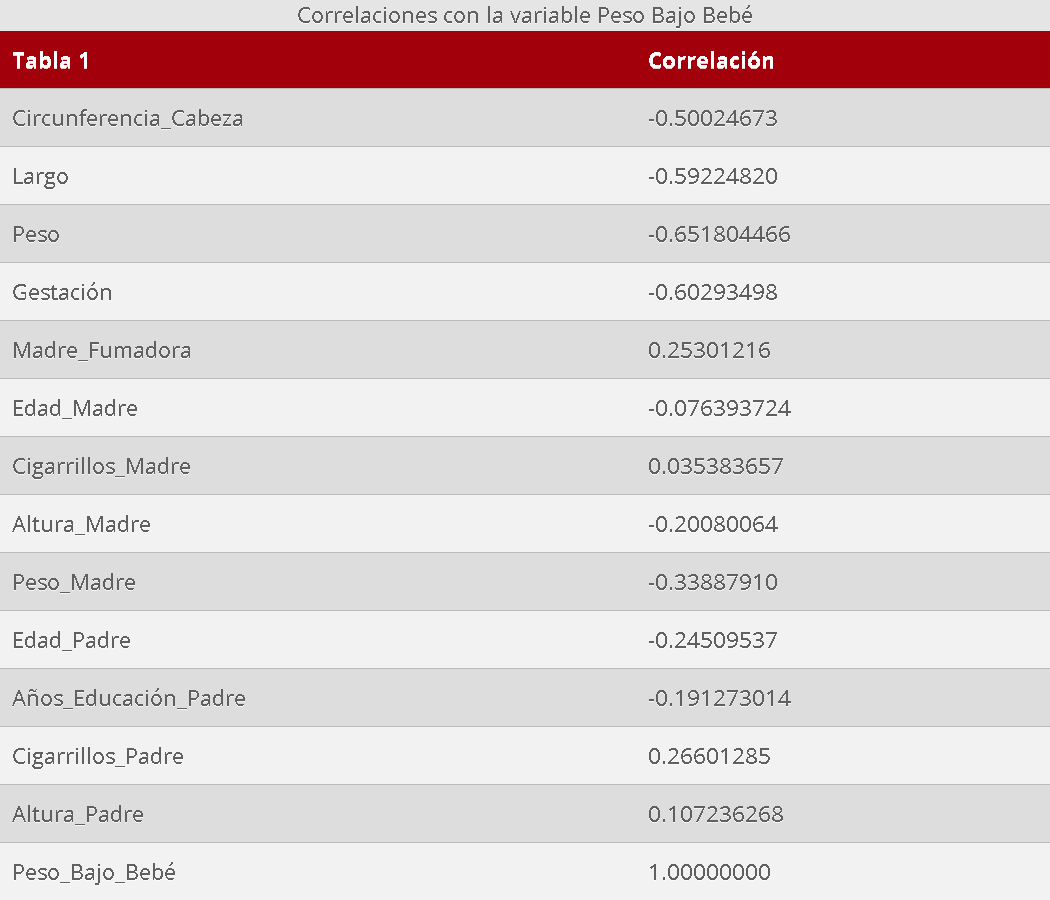 Correlaciones con la variable Peso Bajo Bebé
Tabla 1 Correlación
Circunferencia_Cabeza -0.50024673
Largo -0.59224820
Peso -0.651804466
Gestación -0.60293498
Madre_Fumadora 0.25301216
Edad_Madre -0.076393724
Cigarrillos_Madre 0.035383657
Altura_Madre -0.20080064
Peso_Madre -0.33887910
Edad_Padre -0.24509537
Años_Educación_Padre -0.191273014
Cigarrillos_Padre 0.26601285
Altura_Padre 0.107236268
Peso_Bajo_Bebé 1.00000000